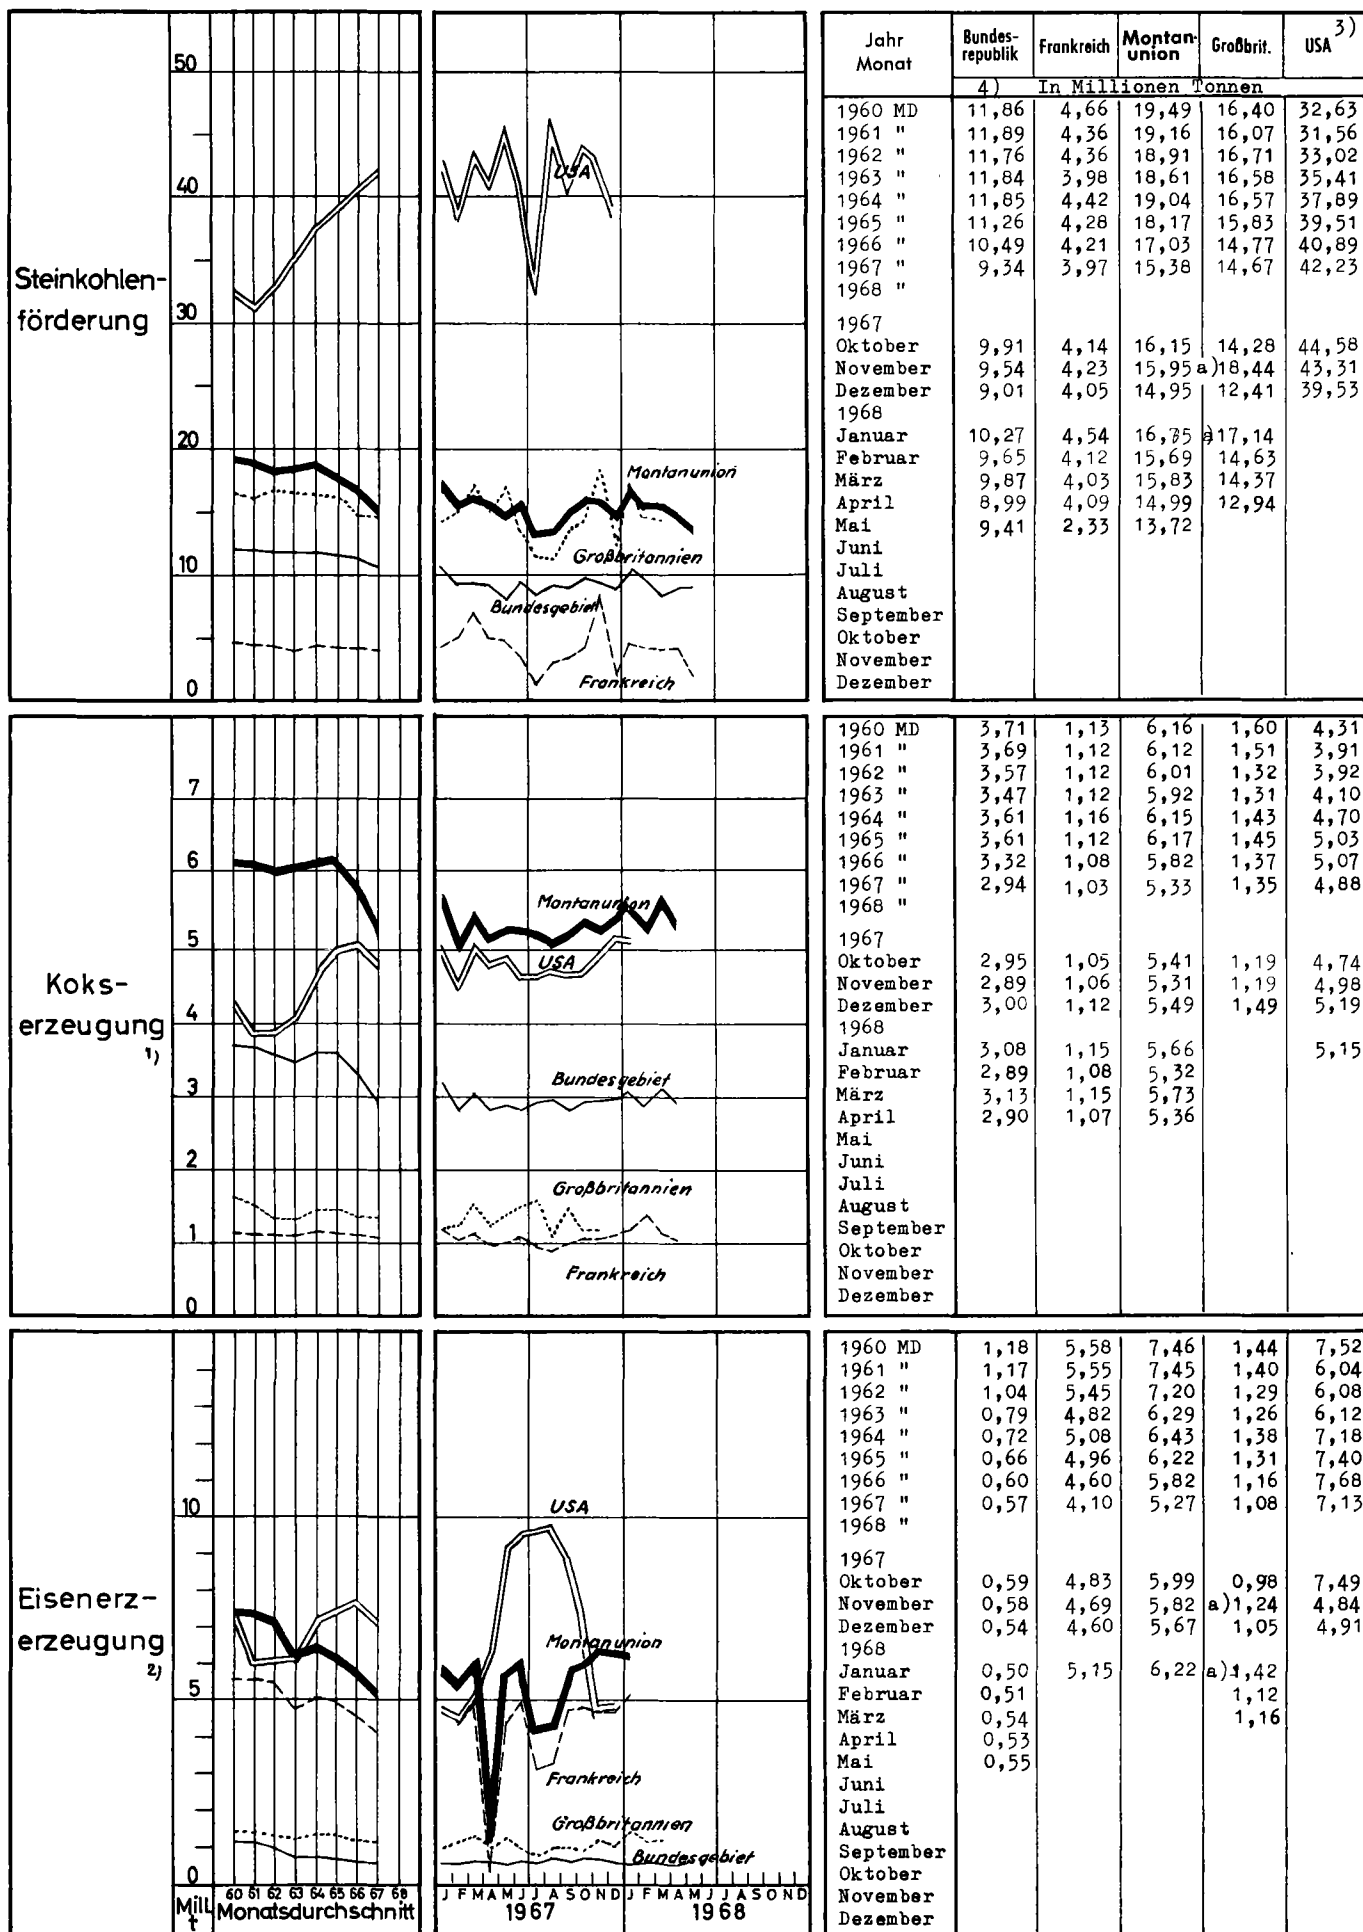 Jahr Monat | Bundes-republik | Frankreich | Montan-union | Großbrit. | USA 3)
4) In Millionen Tonnen
Steinkohlen-
förderung
50
40
30
20
10
0
USA
Montanunion
Großbritannien
Bundesgebiet
Frankreich
1960 MD 11,86 4,66 19,49 16,40 32,63
1961 " 11,89 4,36 19,16 16,07 31,56
1962 " 11,76 4,36 18,91 16,71 33,02
1963 " 11,84 3,98 18,61 16,58 35,41
1964 " 11,85 4,42 19,04 16,57 37,89
1965 " 11,26 4,28 18,17 15,83 39,51
1966 " 10,49 4,21 17,03 14,77 40,89
1967 " 9,34 3,97 15,38 14,67 42,23
1968 "
1967
Oktober 9,91 4,14 16,15 14,28 44,58
November 9,54 4,23 15,95 a)18,44 43,31
Dezember 9,01 4,05 14,95 12,41 39,53
1968
Januar 10,27 4,54 16,75 a)17,14
Februar 9,65 4,12 15,69 14,63
März 9,87 4,03 15,83 14,37
April 8,99 4,09 14,99 12,94
Mai 9,41 2,33 13,72
Juni
Juli
August
September
Oktober
November
Dezember
Koks-
erzeugung
1)
7
6
5
4
3
2
1
0
Montanunion
USA
Bundesgebiet
Großbritannien
Frankreich
1960 MD 3,71 1,13 6,16 1,60 4,31
1961 " 3,69 1,12 6,12 1,51 3,91
1962 " 3,57 1,12 6,01 1,32 3,92
1963 " 3,47 1,12 5,92 1,31 4,10
1964 " 3,61 1,16 6,15 1,43 4,70
1965 " 3,61 1,12 6,17 1,45 5,03
1966 " 3,32 1,08 5,82 1,37 5,07
1967 " 2,94 1,03 5,33 1,35 4,88
1968 "
1967
Oktober 2,95 1,05 5,41 1,19 4,74
November 2,89 1,06 5,31 1,19 4,98
Dezember 3,00 1,12 5,49 1,49 5,19
1968
Januar 3,08 1,15 5,66 5,15
Februar 2,89 1,08 5,32
März 3,13 1,15 5,73
April 2,90 1,07 5,36
Mai
Juni
Juli
August
September
Oktober
November
Dezember
Eisenerz-
erzeugung
2)
10
5
0
USA
Montanunion
Frankreich
Großbritannien
Bundesgebiet
Mill. t
60 61 62 63 64 65 66 67 68
Monatsdurchschnitt
J F M A M J J A S O N D J F M A M J J A S O N D
1967 1968
1960 MD 1,18 5,58 7,46 1,44 7,52
1961 " 1,17 5,55 7,45 1,40 6,04
1962 " 1,04 5,45 7,20 1,29 6,08
1963 " 0,79 4,82 6,29 1,26 6,12
1964 " 0,72 5,08 6,43 1,38 7,18
1965 " 0,66 4,96 6,22 1,31 7,40
1966 " 0,60 4,60 5,82 1,16 7,68
1967 " 0,57 4,10 5,27 1,08 7,13
1968 "
1967
Oktober 0,59 4,83 5,99 0,98 7,49
November 0,58 4,69 5,82 a)1,24 4,84
Dezember 0,54 4,60 5,67 1,05 4,91
1968
Januar 0,50 5,15 6,22 a)1,42
Februar 0,51 1,12
März 0,54 1,16
April 0,53
Mai 0,55
Juni
Juli
August
September
Oktober
November
Dezember